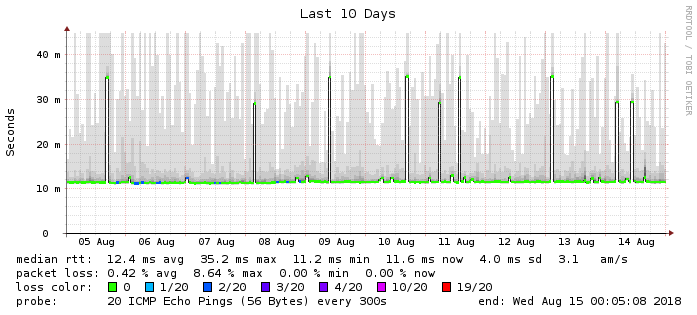 Last 10 Days
RRDTOOL / TOBI OETIKER
Seconds
40 m
30 m
20 m
10 m
0
05 Aug 06 Aug 07 Aug 08 Aug 09 Aug 10 Aug 11 Aug 12 Aug 13 Aug 14 Aug
median rtt: 12.4 ms avg 35.2 ms max 11.2 ms min 11.6 ms now 4.0 ms sd 3.1 am/s
packet loss: 0.42 % avg 8.64 % max 0.00 % min 0.00 % now
loss color: 0 1/20 2/20 3/20 4/20 10/20 19/20
probe: 20 ICMP Echo Pings (56 Bytes) every 300s end: Wed Aug 15 00:05:08 2018